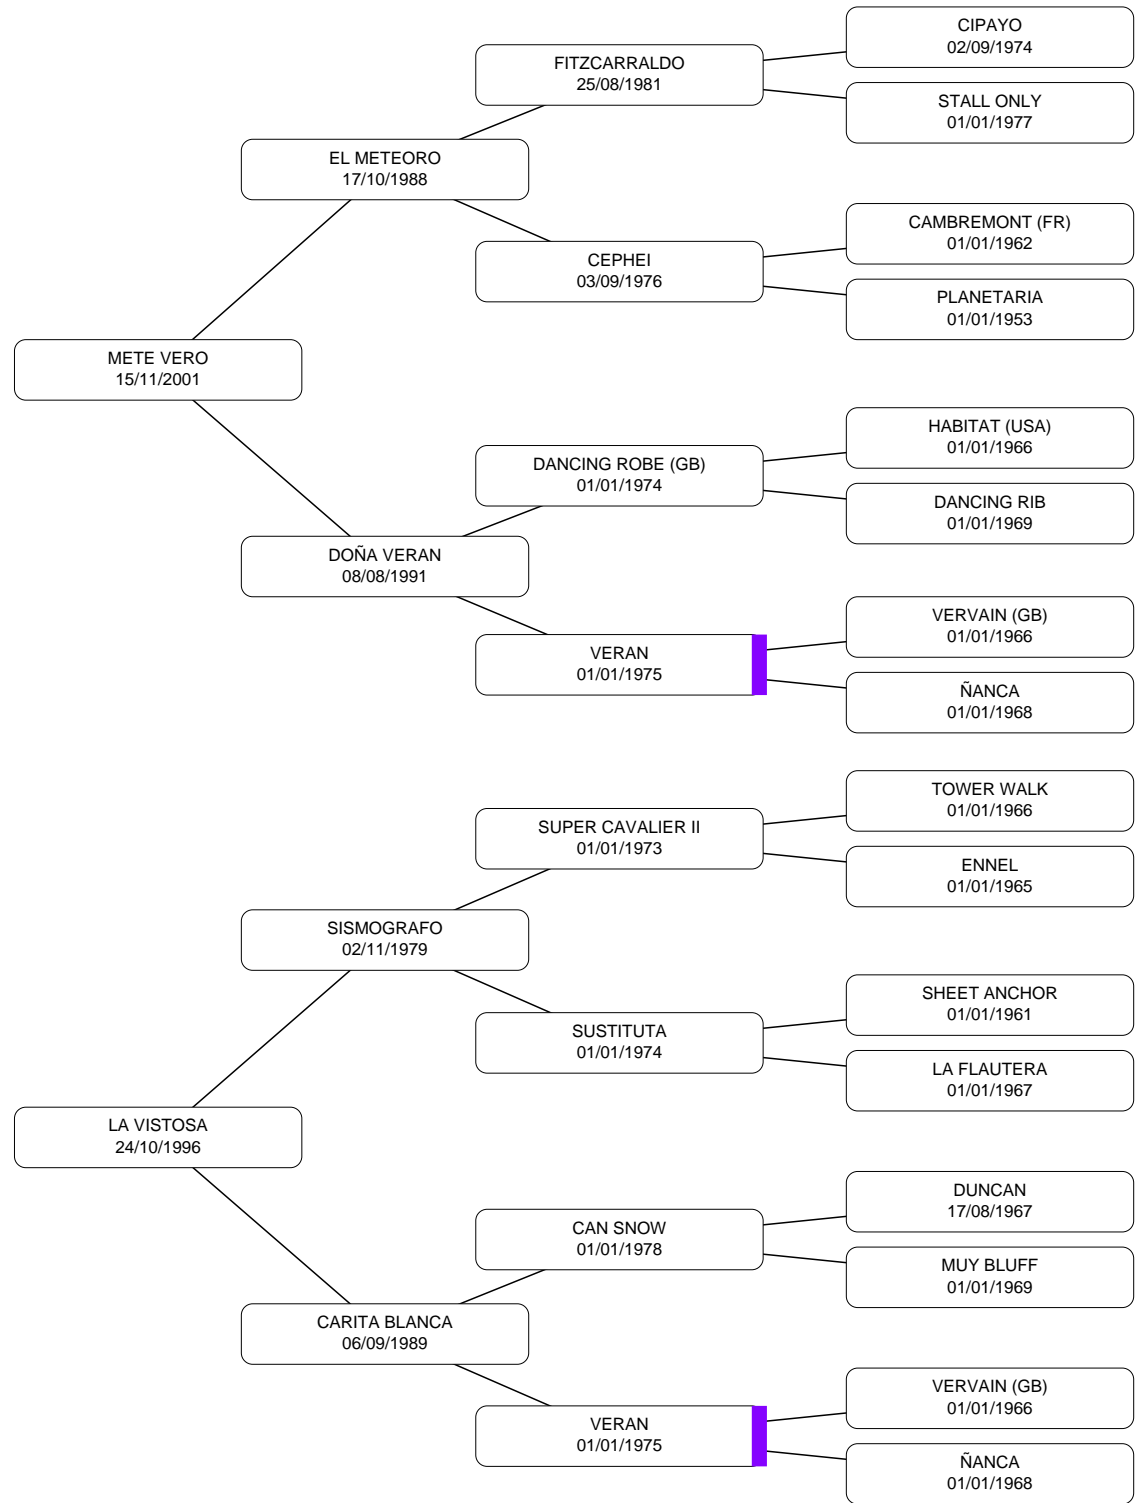 CIPAYO
02/09/1974
FITZCARRALDO
25/08/1981
STALL ONLY
01/01/1977
EL METEORO
17/10/1988
CAMBREMONT (FR)
01/01/1962
CEPHEI
03/09/1976
PLANETARIA
01/01/1953
METE VERO
15/11/2001
HABITAT (USA)
01/01/1966
DANCING ROBE (GB)
01/01/1974
DANCING RIB
01/01/1969
DOÑA VERAN
08/08/1991
VERVAIN (GB)
01/01/1966
VERAN
01/01/1975
ÑANCA
01/01/1968
TOWER WALK
01/01/1966
SUPER CAVALIER II
01/01/1973
ENNEL
01/01/1965
SISMOGRAFO
02/11/1979
SHEET ANCHOR
01/01/1961
SUSTITUTA
01/01/1974
LA FLAUTERA
01/01/1967
LA VISTOSA
24/10/1996
DUNCAN
17/08/1967
CAN SNOW
01/01/1978
MUY BLUFF
01/01/1969
CARITA BLANCA
06/09/1989
VERVAIN (GB)
01/01/1966
VERAN
01/01/1975
ÑANCA
01/01/1968